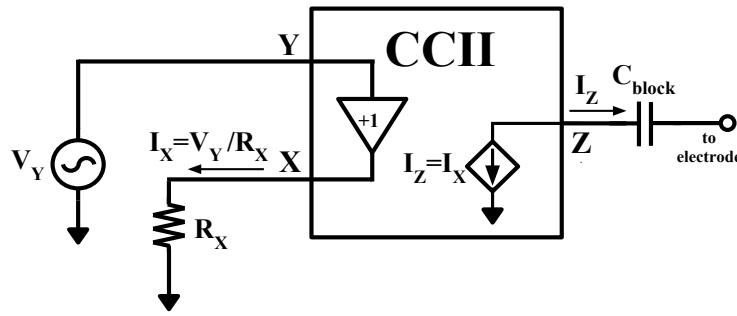 CCII
Y
+1
V_Y
I_X=V_Y/R_X
X
R_X
I_Z=I_X
I_Z
Z
C_block
to
electrode